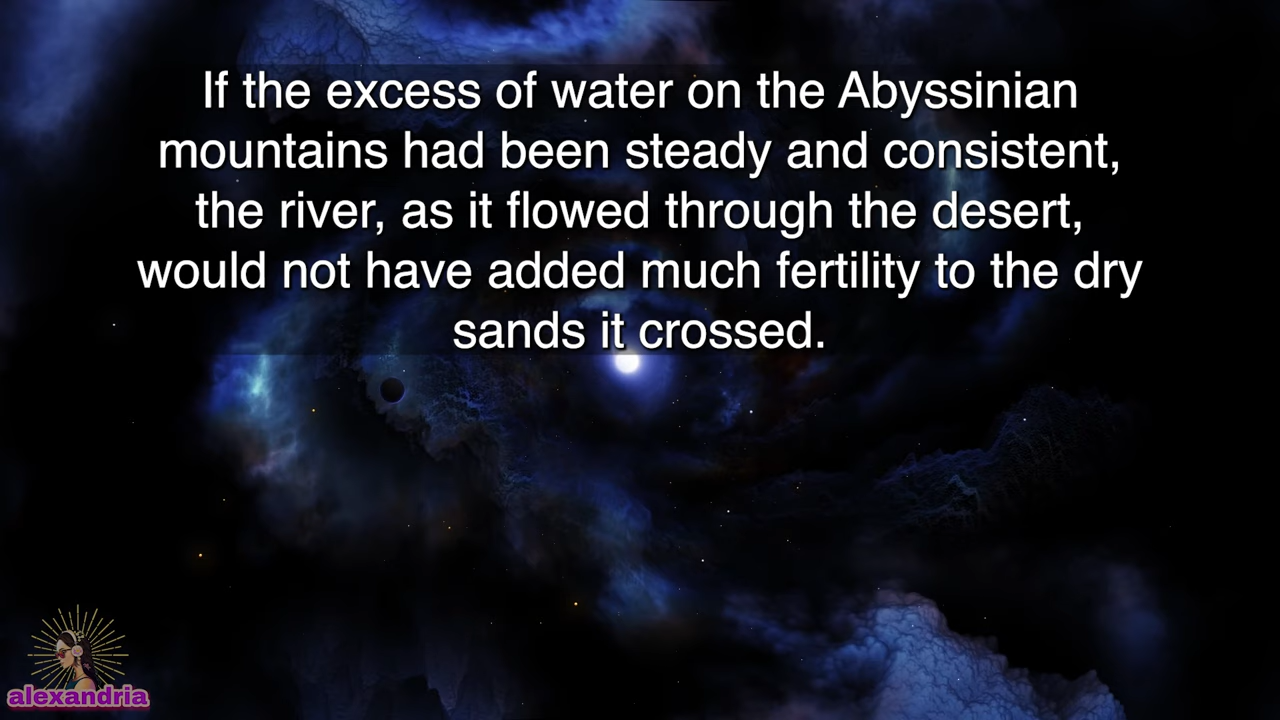 If the excess of water on the Abyssinian
mountains had been steady and consistent,
the river, as it flowed through the desert,
would not have added much fertility to the dry
sands it crossed.
alexandria